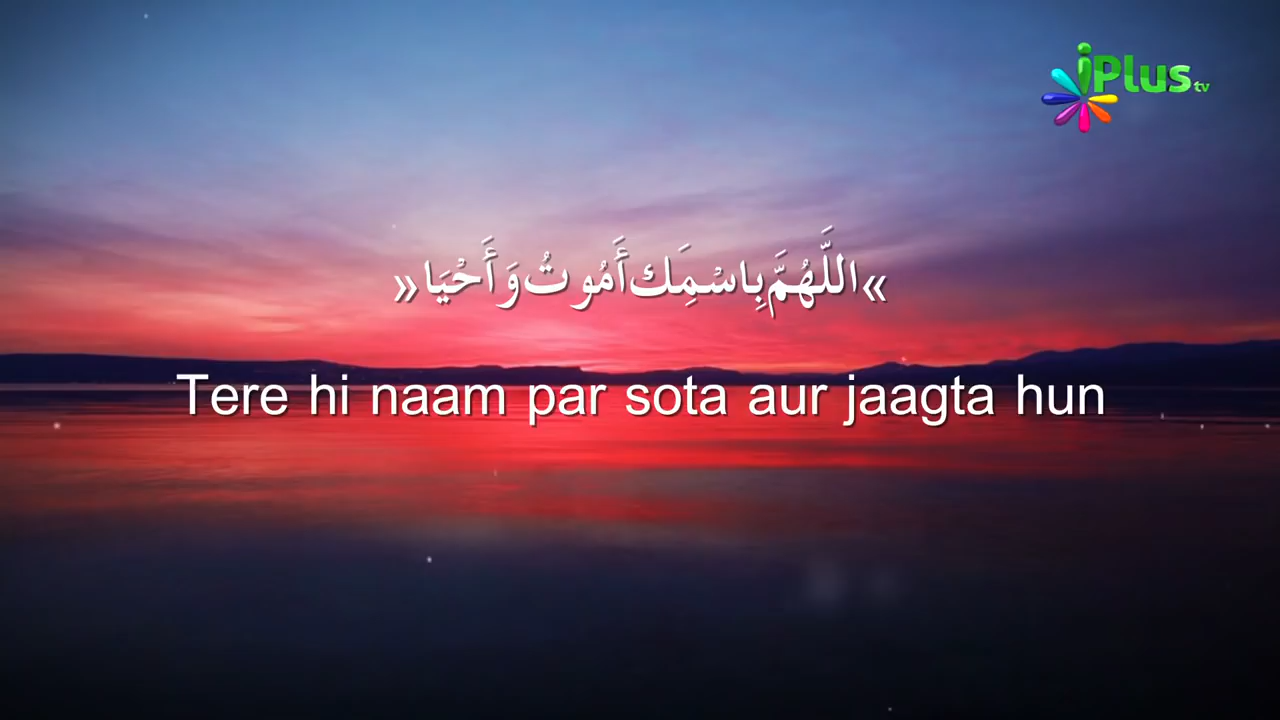 iPlus tv
»اللَّهُمَّ بِاسْمِكَ أَمُوتُ وَأَحْيَا«
Tere hi naam par sota aur jaagta hun